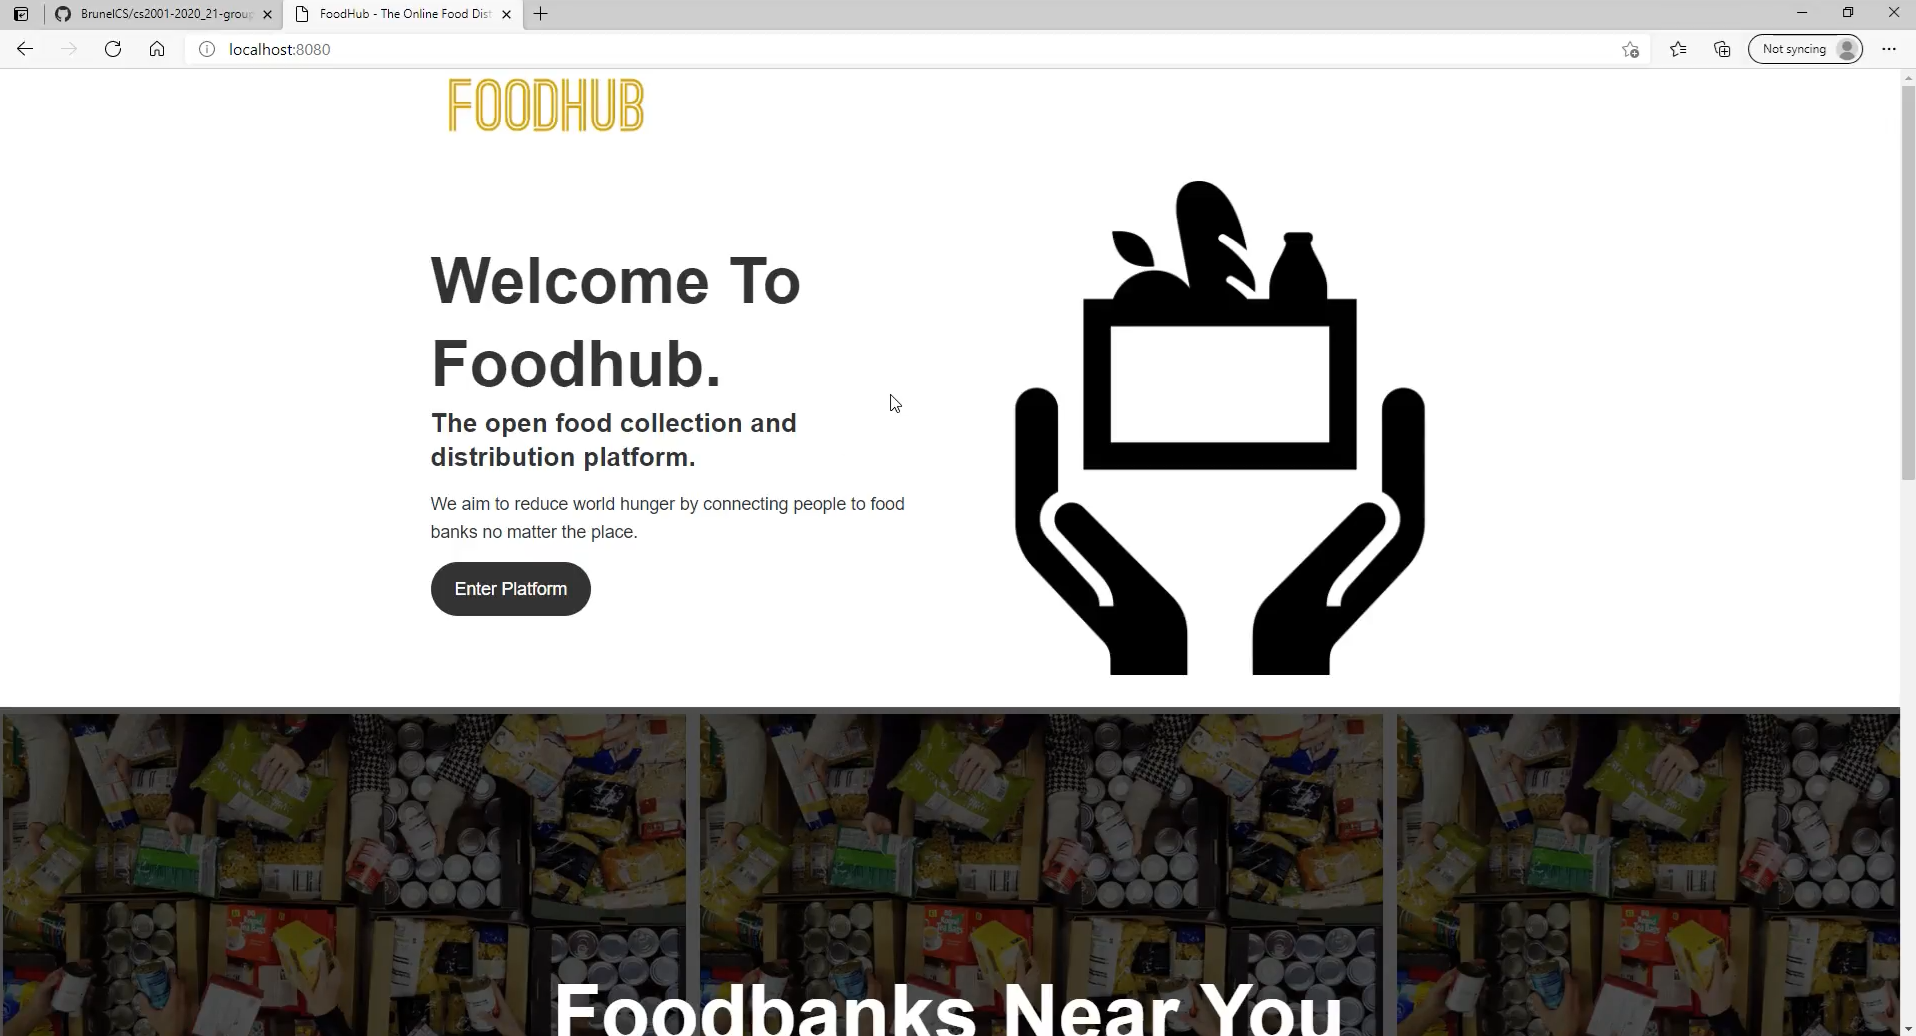 BrunelCS/cs2001-2020_21-group
FoodHub - The Online Food Dist
localhost:8080
Not syncing
FOODHUB
Welcome To
Foodhub.
The open food collection and
distribution platform.
We aim to reduce world hunger by connecting people to food
banks no matter the place.
Enter Platform
Foodbanks Near You